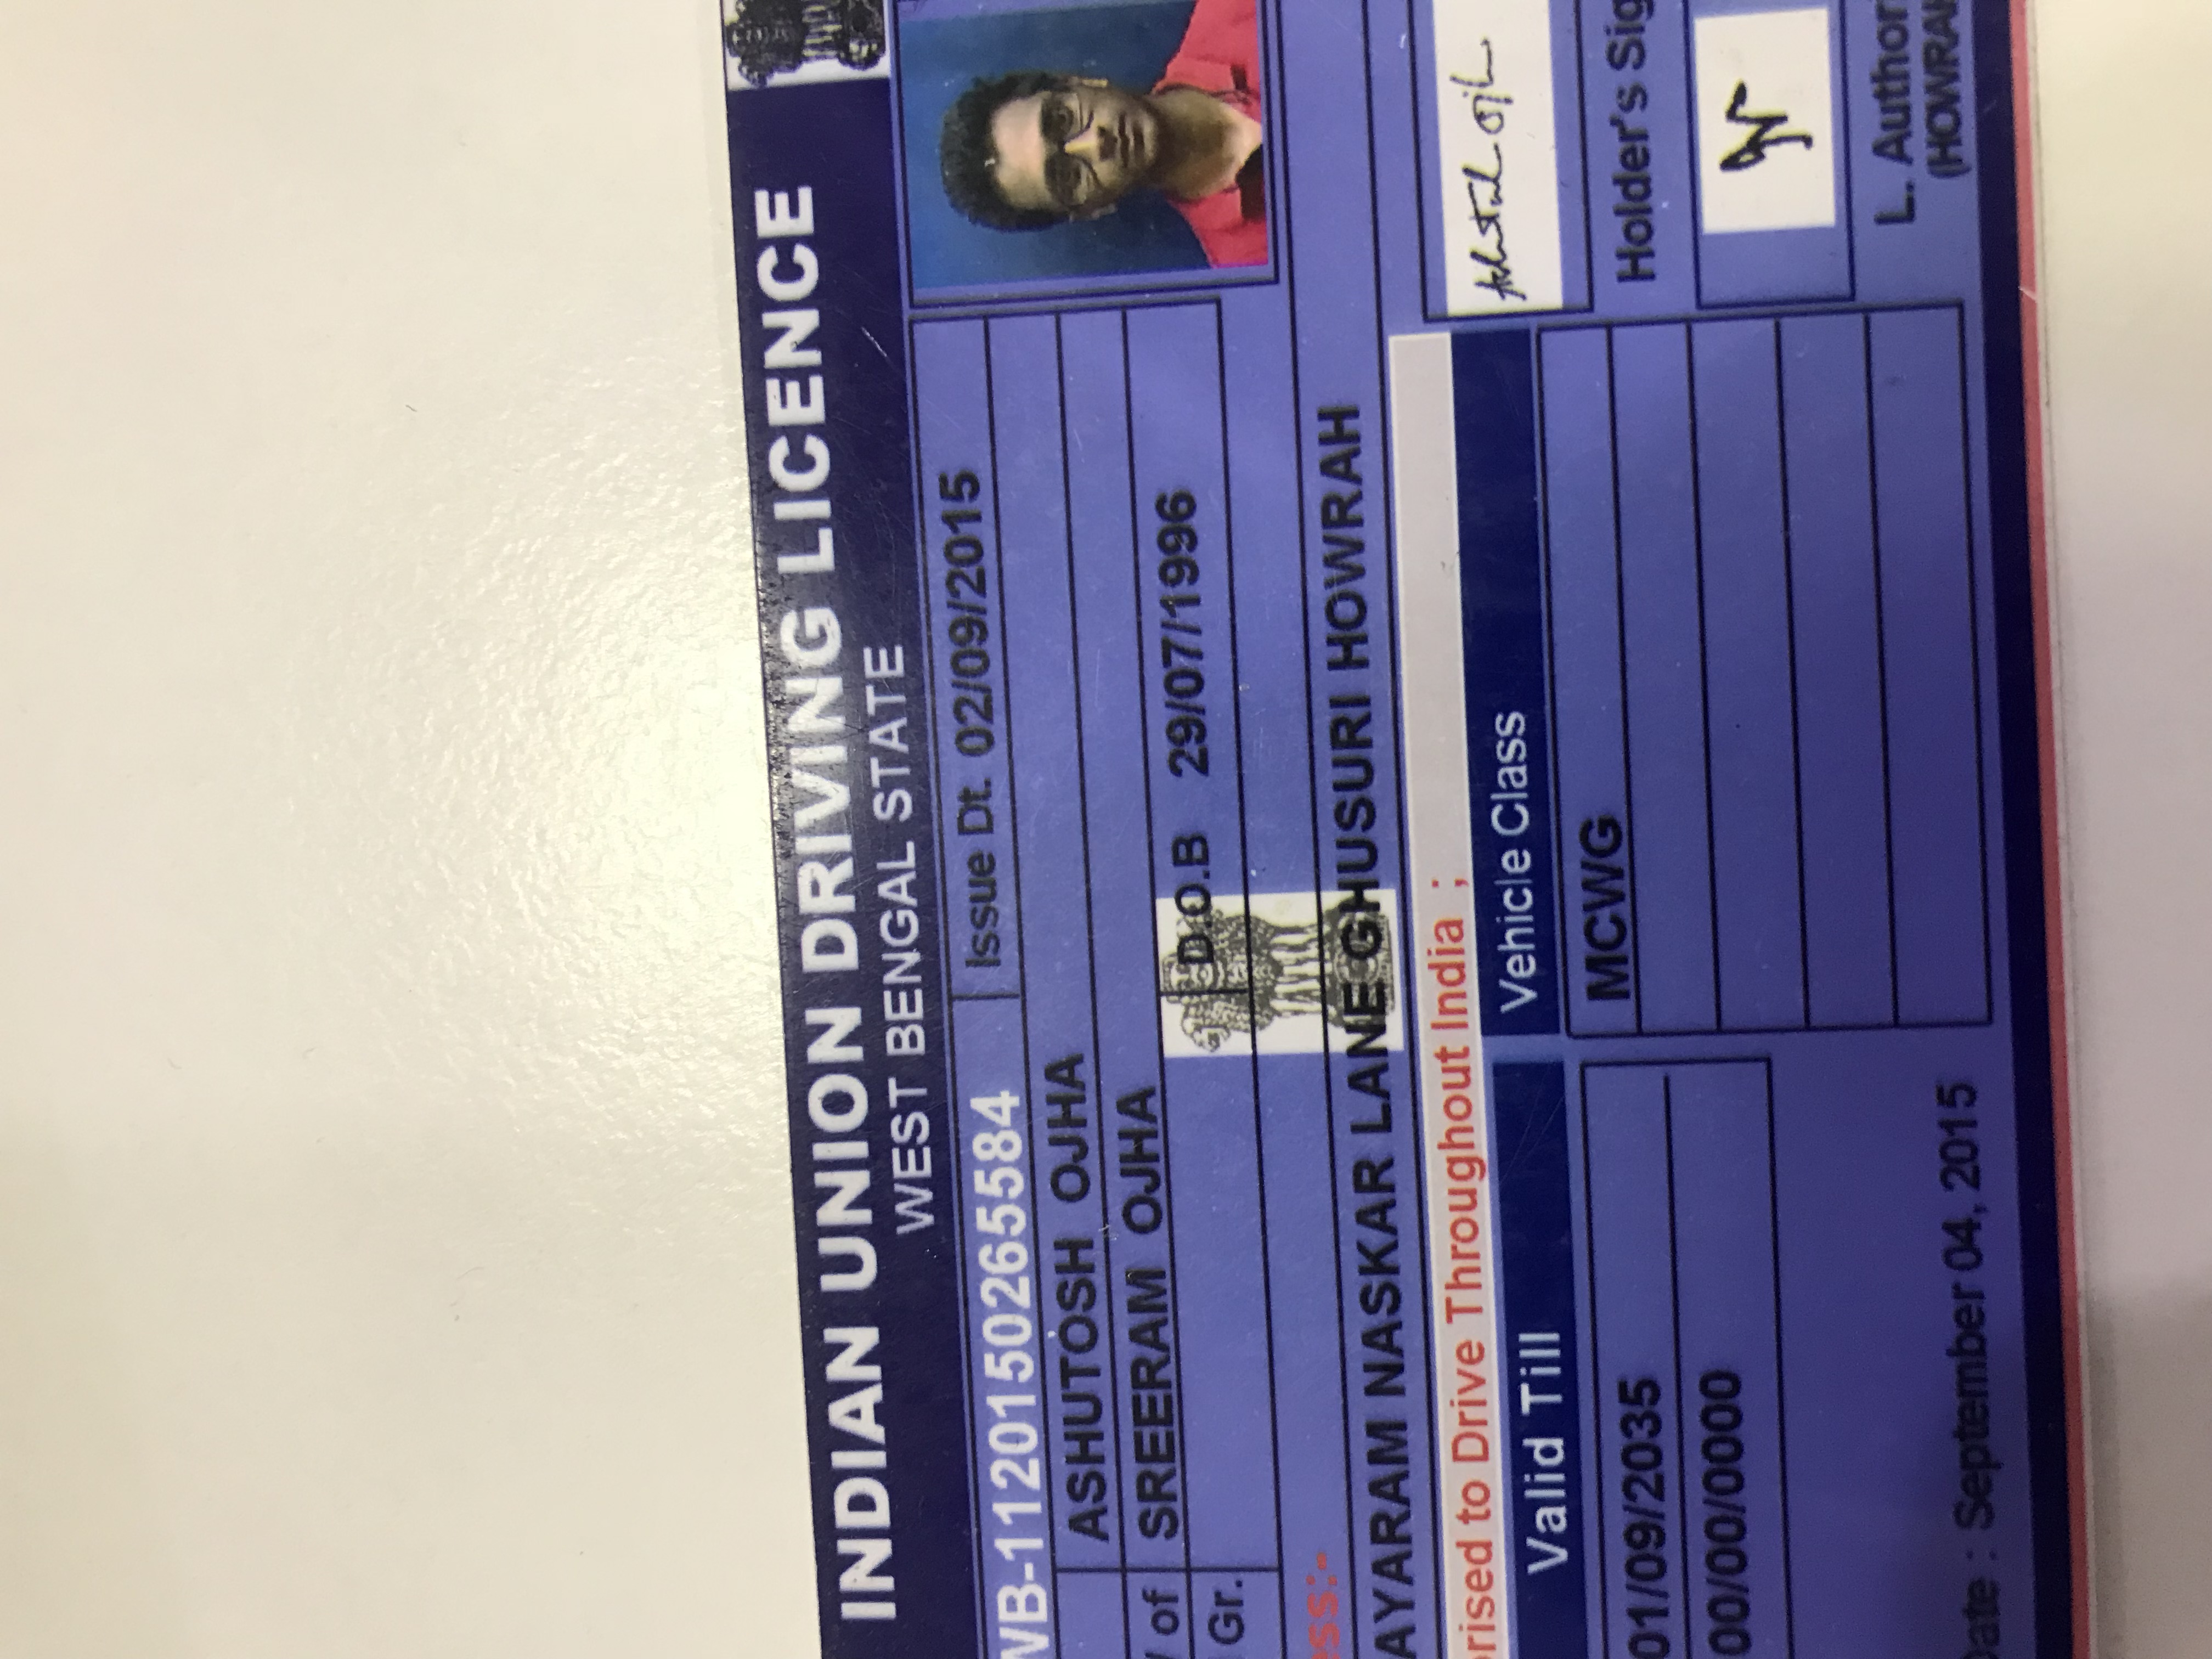 INDIAN UNION DRIVING LICENCE
WEST BENGAL STATE
WB-1120150265584 Issue Dt. 02/09/2015
ASHUTOSH OJHA
/ of SREERAM OJHA
Gr. D.O.B 29/07/1996
ess:-
AYARAM NASKAR LANE GHUSURI HOWRAH
orised to Drive Throughout India ;
Valid Till Vehicle Class
01/09/2035 MCWG
00/00/0000
Ashutosh Ojha
Holder's Sig
L. Author
(HOWRAH
Date : September 04, 2015